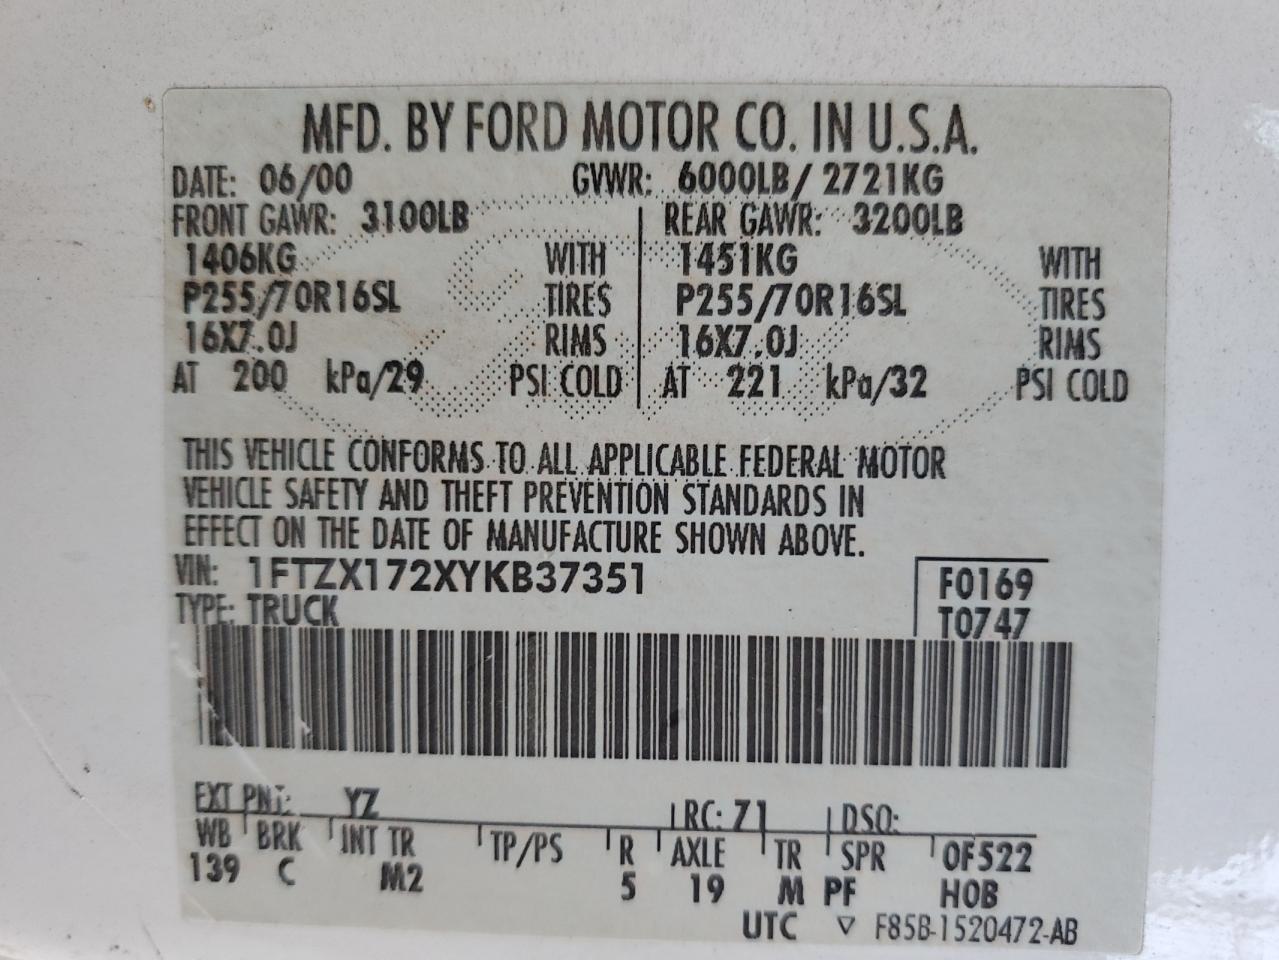 MFD. BY FORD MOTOR CO. IN U.S.A.
DATE: 06/00 GVWR: 6000LB/ 2721KG
FRONT GAWR: 3100LB REAR GAWR: 3200LB
1406KG WITH 1451KG WITH
P255/70R16SL TIRES P255/70R16SL TIRES
16X7.0J RIMS 16X7.0J RIMS
AT 200 kPa/29 PSI COLD AT 221 kPa/32 PSI COLD
THIS VEHICLE CONFORMS TO ALL APPLICABLE FEDERAL MOTOR
VEHICLE SAFETY AND THEFT PREVENTION STANDARDS IN
EFFECT ON THE DATE OF MANUFACTURE SHOWN ABOVE.
VIN: 1FTZX172XYKB37351 F0169
TYPE: TRUCK T0747
EXT PNT: YZ RC: 71 DSO:
WB BRK INT TR TP/PS R AXLE TR SPR OF522
139 C M2 5 19 M PF HOB
UTC ▽ F85B-1520472-AB